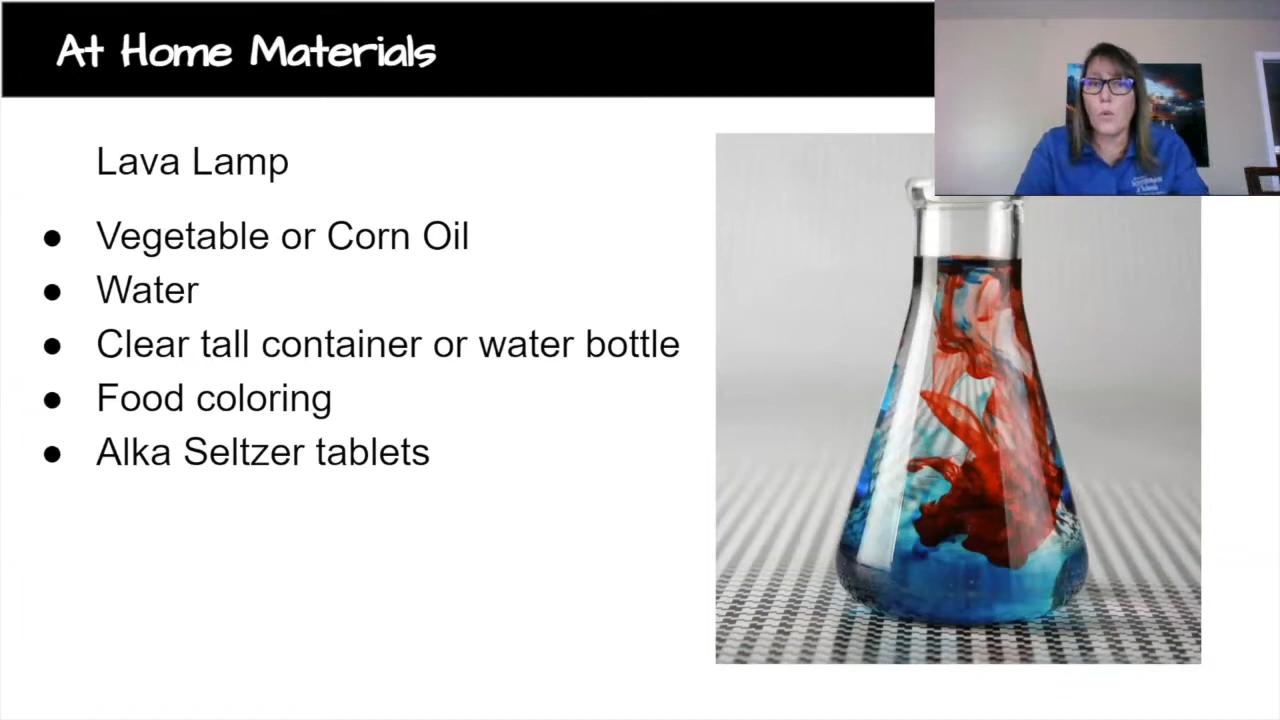 At Home Materials
Lava Lamp
● Vegetable or Corn Oil
● Water
● Clear tall container or water bottle
● Food coloring
● Alka Seltzer tablets